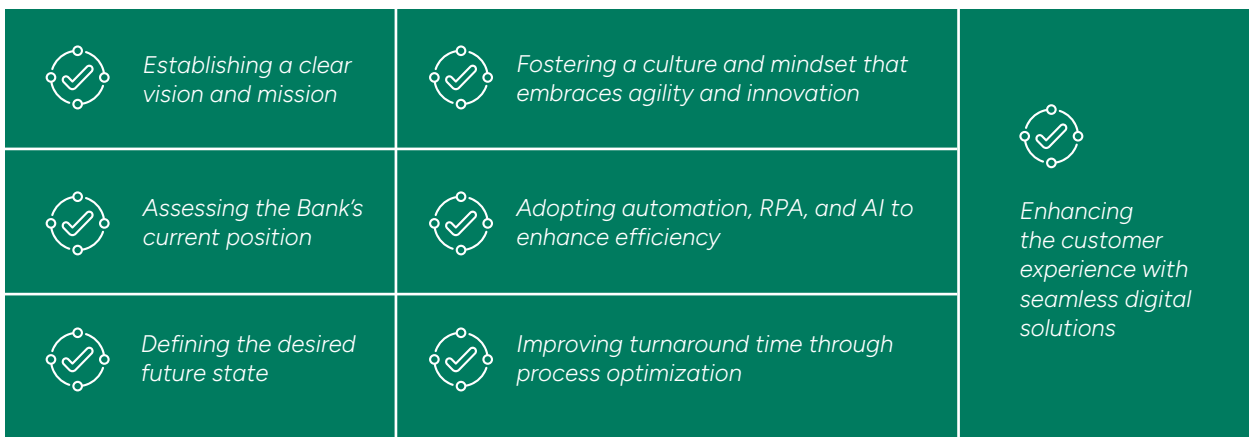 Establishing a clear
vision and mission
Fostering a culture and mindset that
embraces agility and innovation
Assessing the Bank’s
current position
Adopting automation, RPA, and AI to
enhance efficiency
Defining the desired
future state
Improving turnaround time through
process optimization
Enhancing
the customer
experience with
seamless digital
solutions